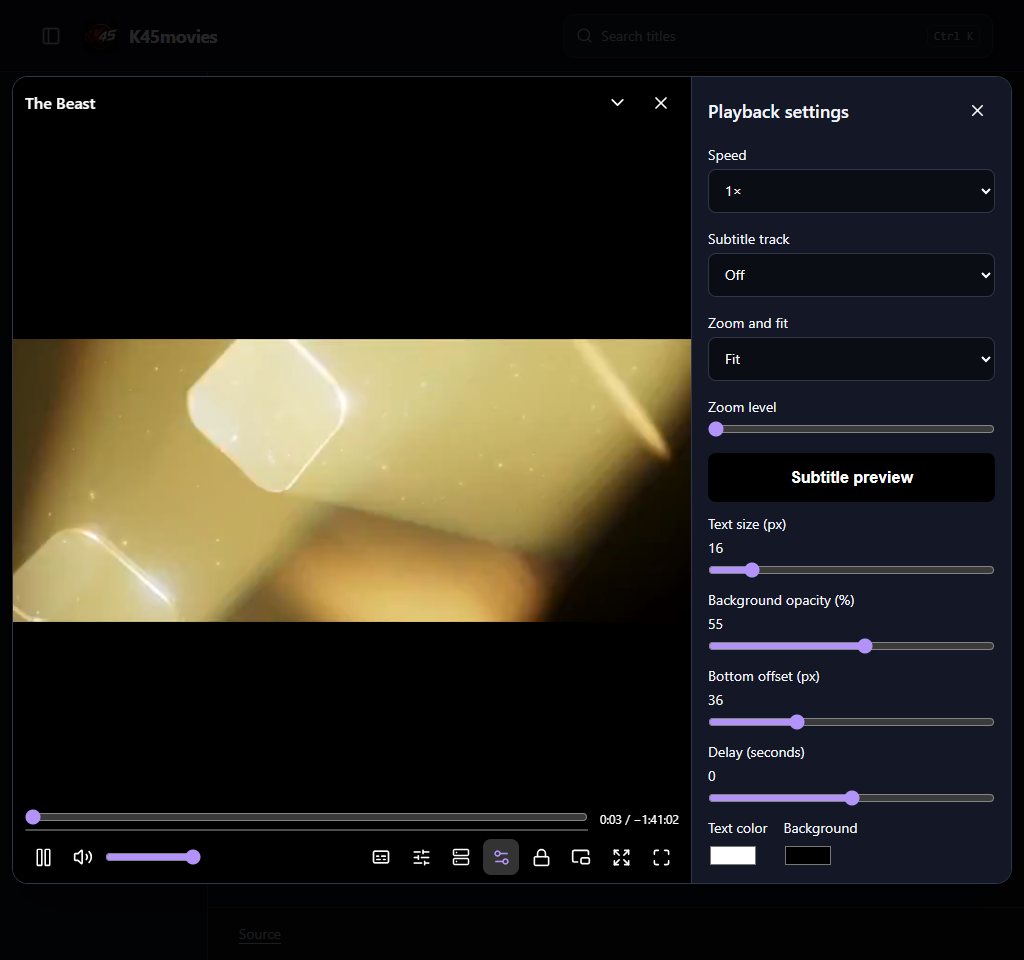 45 K45movies
Search titles
Ctrl K
The Beast
Playback settings
Speed
1×
Subtitle track
Off
Zoom and fit
Fit
Zoom level
Subtitle preview
Text size (px)
16
Background opacity (%)
55
Bottom offset (px)
36
Delay (seconds)
0
Text color Background
0:03 / −1:41:02
Source